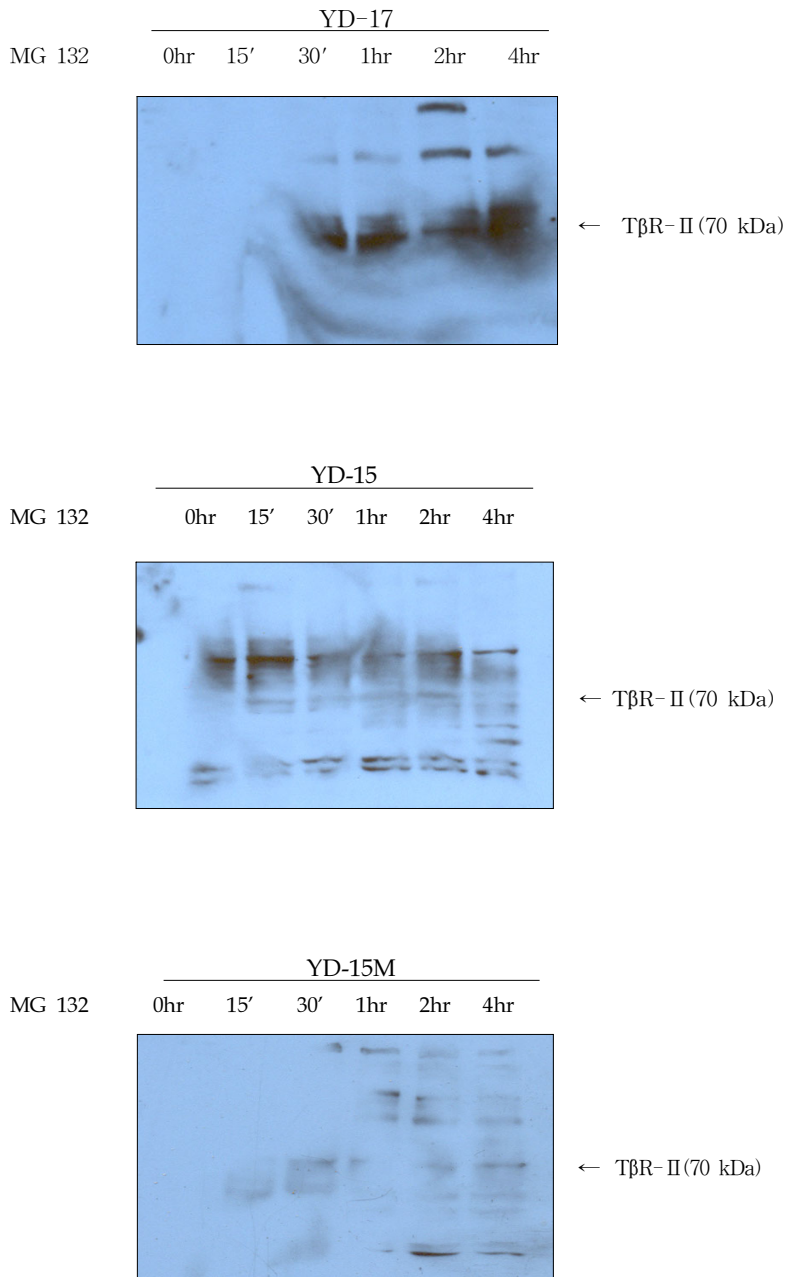 YD-17
MG 132 0hr 15′ 30′ 1hr 2hr 4hr
← TβR-Ⅱ(70 kDa)
YD-15
MG 132 0hr 15′ 30′ 1hr 2hr 4hr
← TβR-Ⅱ(70 kDa)
YD-15M
MG 132 0hr 15′ 30′ 1hr 2hr 4hr
← TβR-Ⅱ(70 kDa)